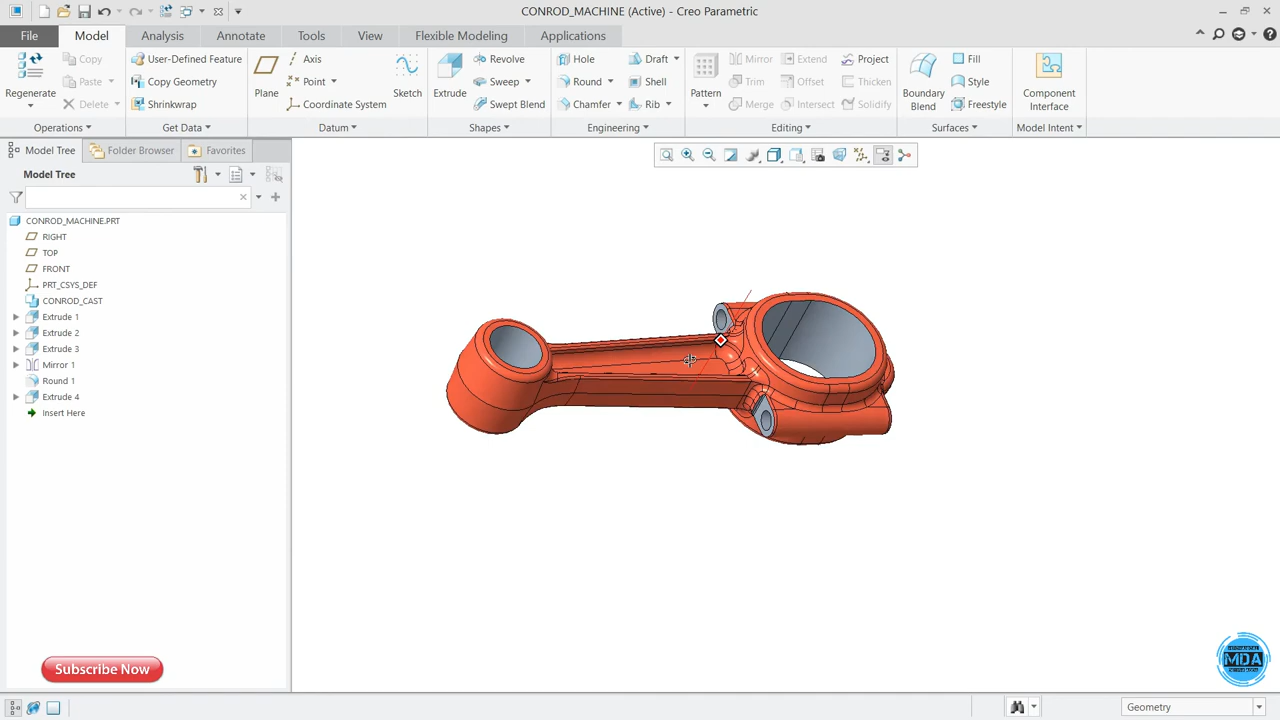 CONROD_MACHINE (Active) - Creo Parametric
File Model Analysis Annotate Tools View Flexible Modeling Applications
Regenerate
Copy
Paste
Delete
Operations
User-Defined Feature
Copy Geometry
Shrinkwrap
Get Data
Plane
Axis
Point
Coordinate System
Sketch
Datum
Extrude
Revolve
Sweep
Swept Blend
Shapes
Hole
Round
Chamfer
Draft
Shell
Rib
Engineering
Pattern
Mirror
Trim
Merge
Extend
Offset
Intersect
Project
Thicken
Solidify
Editing
Boundary
Blend
Fill
Style
Freestyle
Surfaces
Component
Interface
Model Intent
Model Tree Folder Browser Favorites
Model Tree
CONROD_MACHINE.PRT
RIGHT
TOP
FRONT
PRT_CSYS_DEF
CONROD_CAST
Extrude 1
Extrude 2
Extrude 3
Mirror 1
Round 1
Extrude 4
Insert Here
Subscribe Now
MDA
Geometry